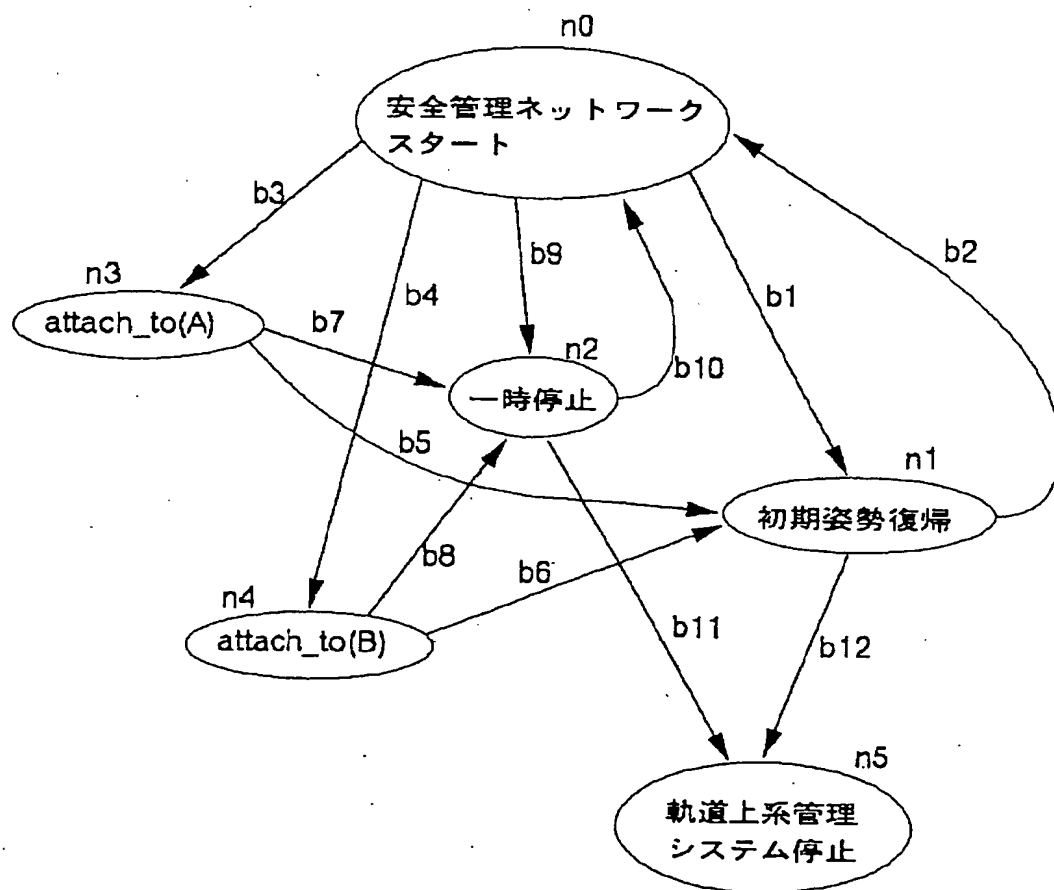 n0
安全管理ネットワーク
スタート
b3
b4
b9
b1
b2
n3
attach_to(A)
b7
n2
一時停止
b10
b5
n1
初期姿勢復帰
b8
b6
n4
attach_to(B)
b11
b12
n5
軌道上系管理
システム停止